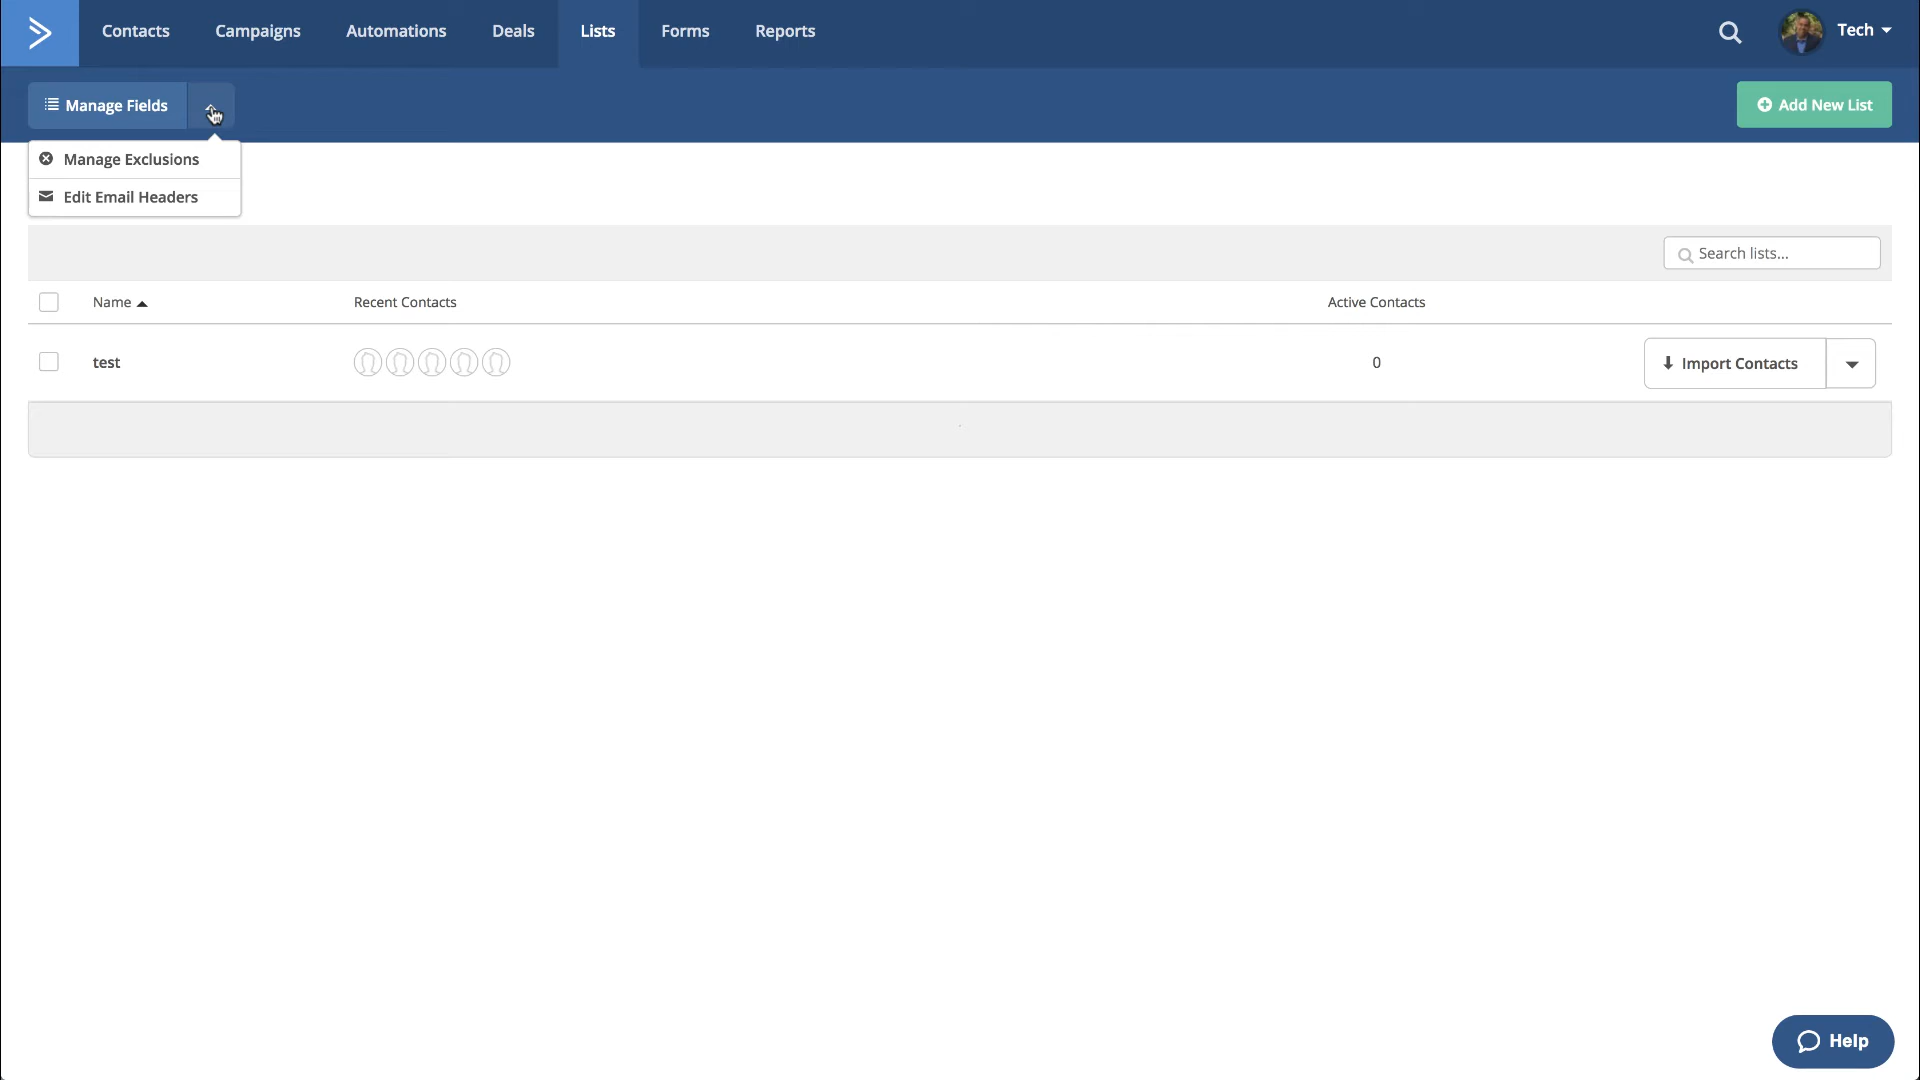 Contacts
Campaigns
Automations
Deals
Lists
Forms
Reports
Tech
Manage Fields
Add New List
Manage Exclusions
Edit Email Headers
Search lists...
Name
Recent Contacts
Active Contacts
test
0
Import Contacts
Help